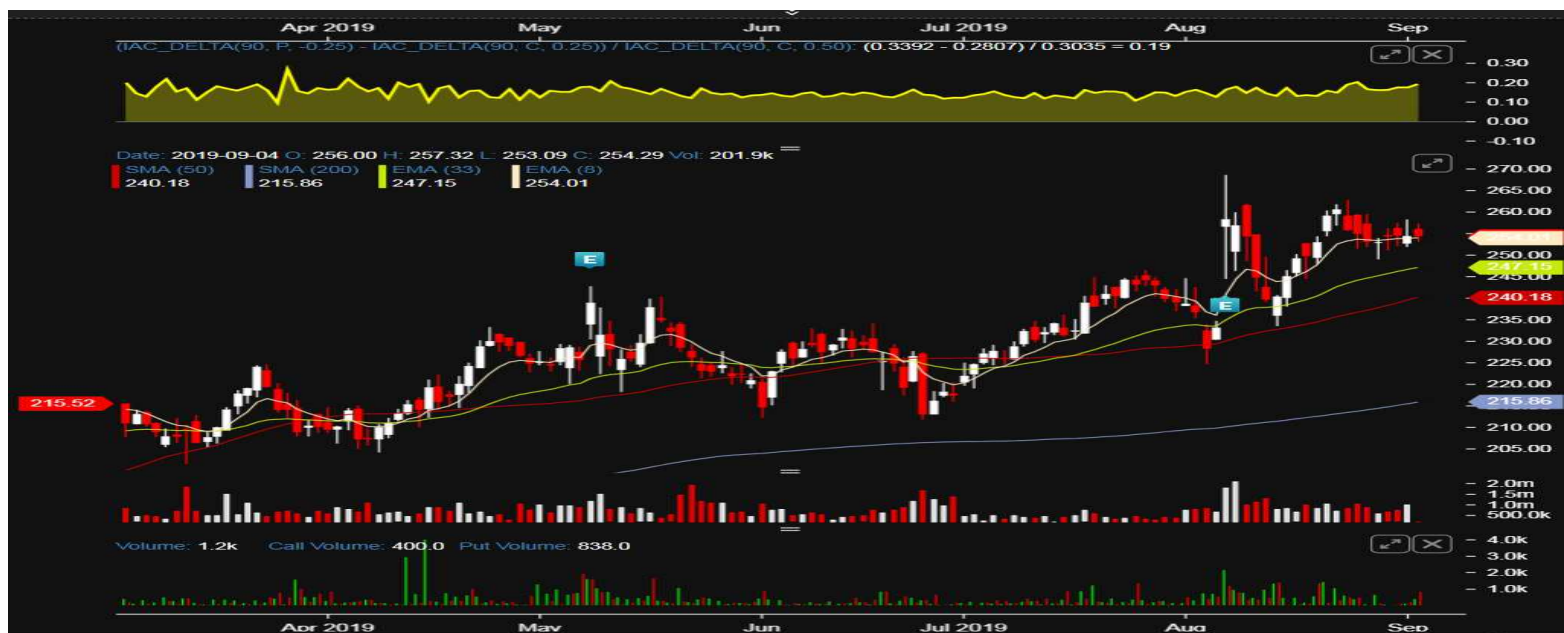 Apr 2019 May Jun Jul 2019 Aug Sep
(IAC_DELTA(90, P, -0.25) - IAC_DELTA(90, C, 0.25)) / IAC_DELTA(90, C, 0.50): (0.3392 - 0.2807) / 0.3035 = 0.19
0.30
0.20
0.10
0.00
-0.10
Date: 2019-09-04 O: 256.00 H: 257.32 L: 253.09 C: 254.29 Vol: 201.9k
SMA (50) SMA (200) EMA (33) EMA (8)
240.18 215.86 247.15 254.01
270.00
265.00
260.00
254.01
250.00
247.15
245.00
240.18
235.00
230.00
225.00
220.00
215.52
215.86
210.00
205.00
E
E
2.0m
1.5m
1.0m
500.0k
Volume: 1.2k Call Volume: 400.0 Put Volume: 838.0
4.0k
3.0k
2.0k
1.0k
Apr 2019 May Jun Jul 2019 Aug Sep